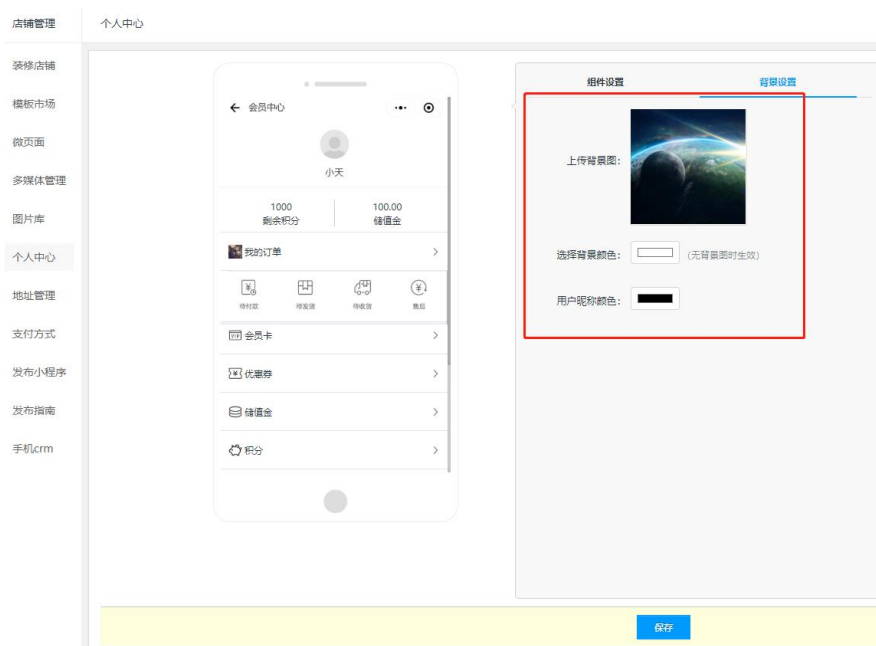 店铺管理
个人中心
装修店铺
模板市场
微页面
多媒体管理
图片库
个人中心
地址管理
支付方式
发布小程序
发布指南
手机crm
会员中心
小天
1000
剩余积分
100.00
储值金
我的订单
待付款
待发货
待收货
售后
VIP
会员卡
优惠券
储值金
积分
组件设置
背景设置
上传背景图:
选择背景颜色:
(无背景图时生效)
用户昵称颜色:
保存